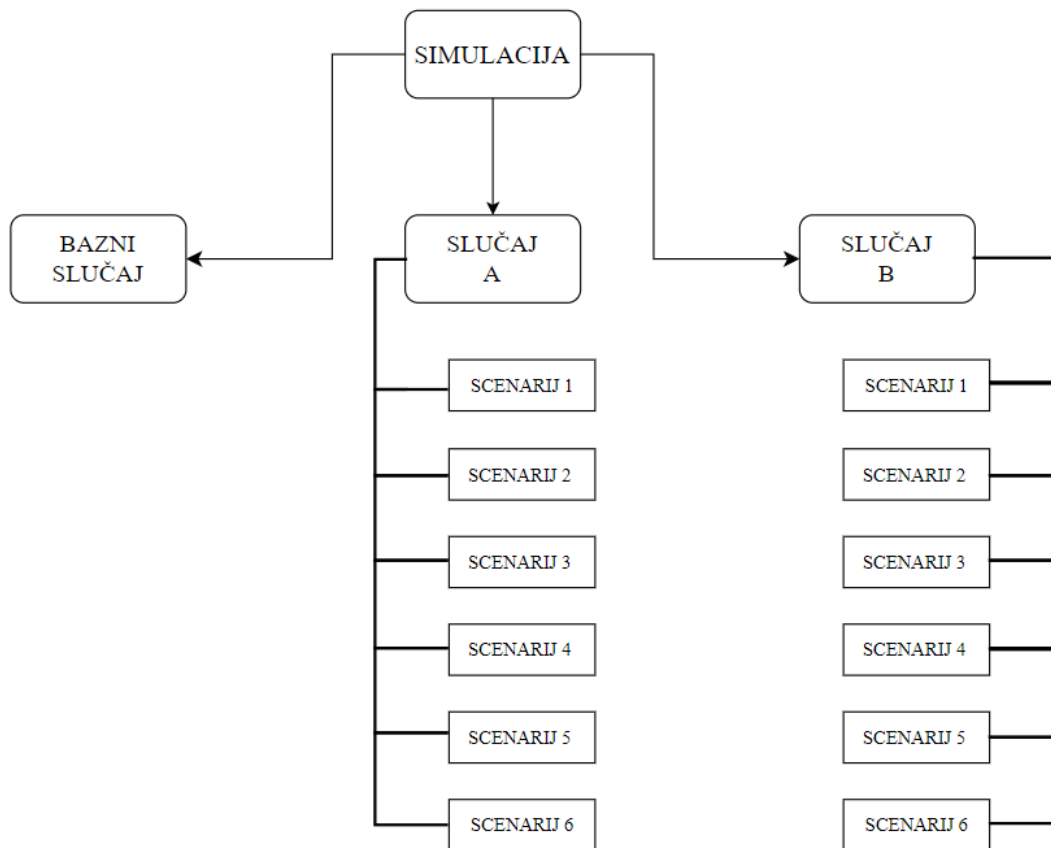 SIMULACIJA
BAZNI
SLUČAJ
SLUČAJ
A
SLUČAJ
B
SCENARIJ 1
SCENARIJ 2
SCENARIJ 3
SCENARIJ 4
SCENARIJ 5
SCENARIJ 6
SCENARIJ 1
SCENARIJ 2
SCENARIJ 3
SCENARIJ 4
SCENARIJ 5
SCENARIJ 6